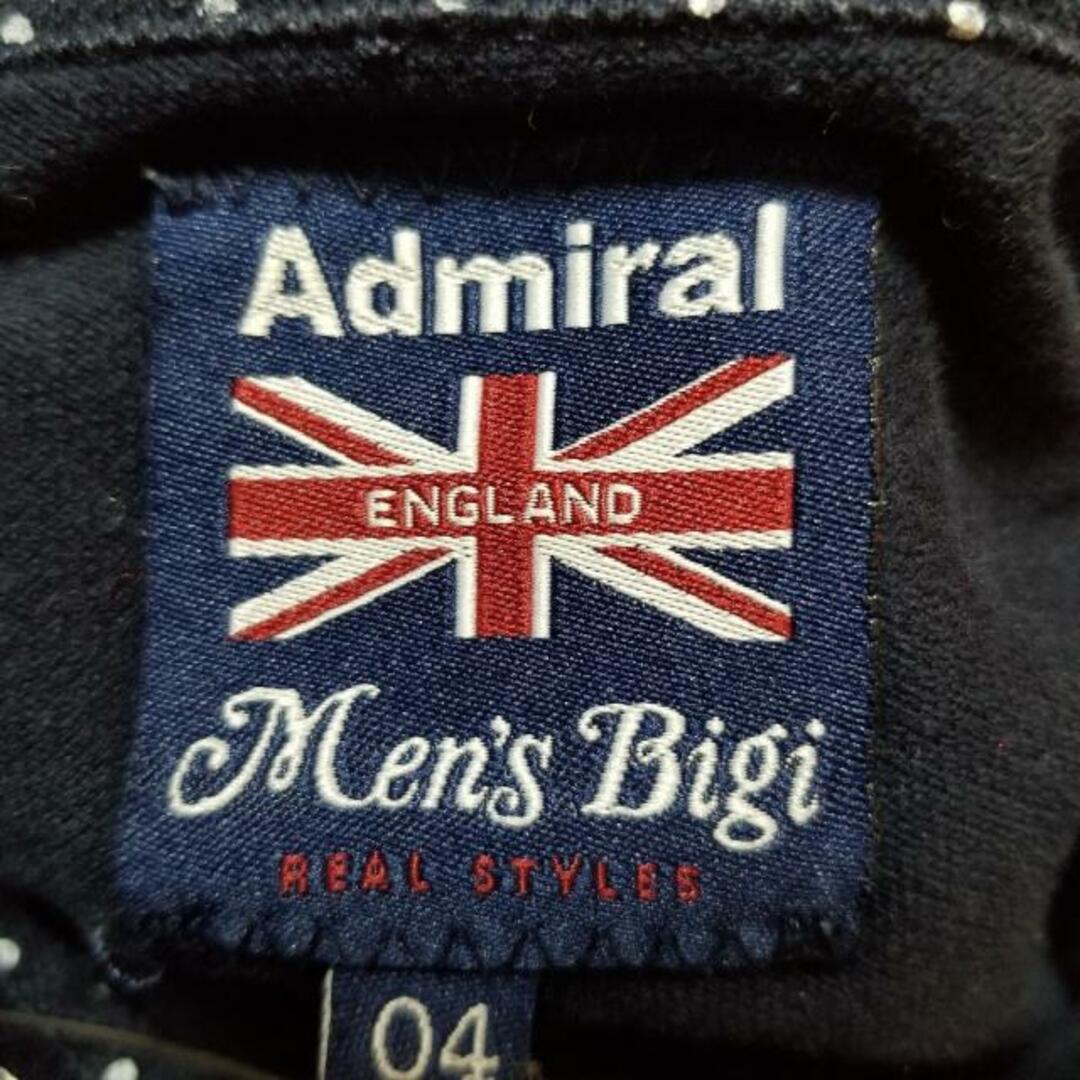 Admiral
ENGLAND
Men's Bigi
REAL STYLES
04